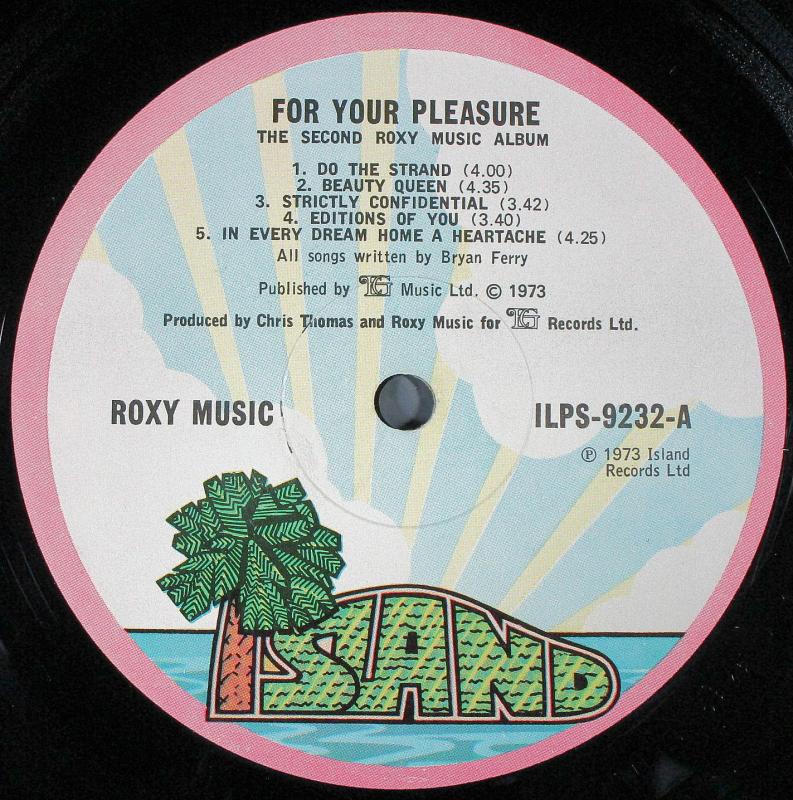 FOR YOUR PLEASURE
THE SECOND ROXY MUSIC ALBUM
1. DO THE STRAND (4.00)
2. BEAUTY QUEEN (4.35)
3. STRICTLY CONFIDENTIAL (3.42)
4. EDITIONS OF YOU (3.40)
5. IN EVERY DREAM HOME A HEARTACHE (4.25)
All songs written by Bryan Ferry
Published by EG Music Ltd. © 1973
Produced by Chris Thomas and Roxy Music for EG Records Ltd.
ROXY MUSIC
ILPS-9232-A
℗ 1973 Island
Records Ltd
ISLAND